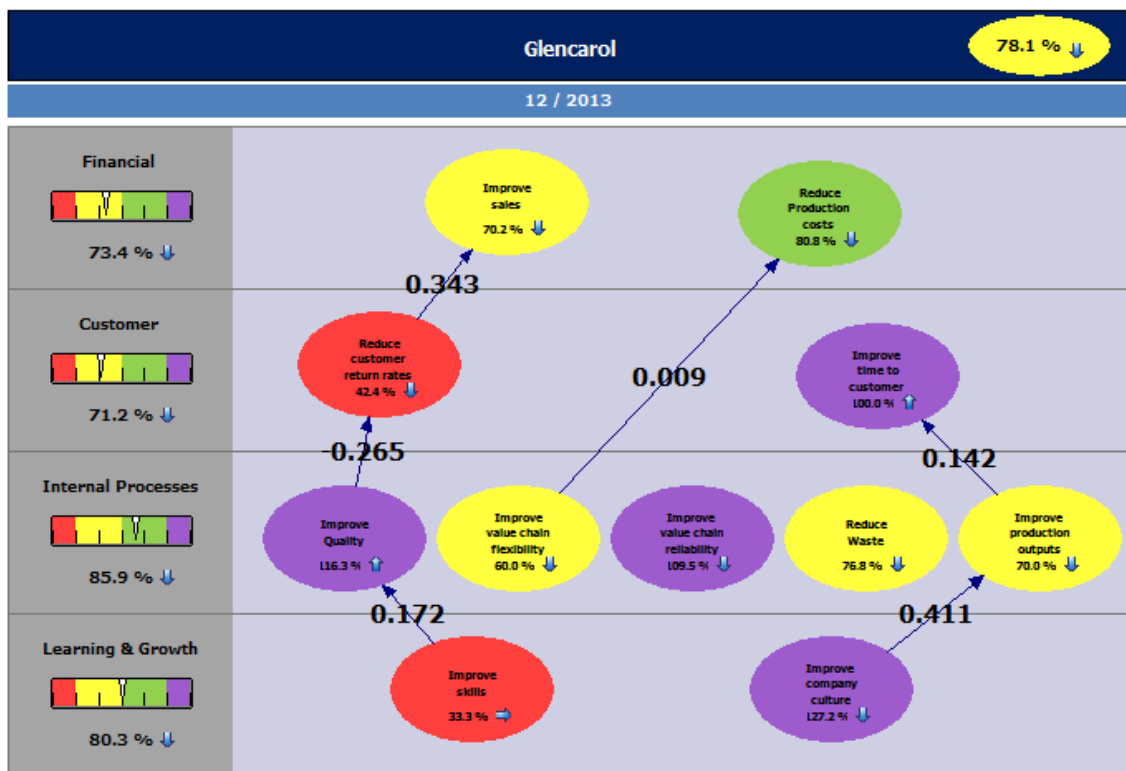 Glencarol
78.1 %
12 / 2013
Financial
73.4 %
Improve
sales
70.2 %
Reduce
Production
costs
80.8 %
0.343
Customer
71.2 %
Reduce
customer
return rates
42.4 %
0.009
Improve
time to
customer
100.0 %
-0.265
0.142
Internal Processes
85.9 %
Improve
Quality
116.3 %
Improve
value chain
flexibility
60.0 %
Improve
value chain
reliability
109.5 %
Reduce
Waste
76.8 %
Improve
production
outputs
70.0 %
0.172
0.411
Learning & Growth
80.3 %
Improve
skills
33.3 %
Improve
company
culture
127.2 %